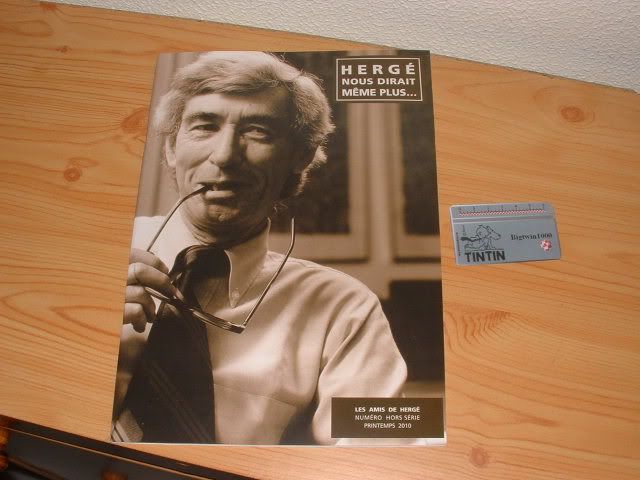 HERGÉ
NOUS DIRAIT
MÊME PLUS...
Bigtwin1000
TINTIN
LES AMIS DE HERGÉ
NUMÉRO HORS SÉRIE
PRINTEMPS 2010